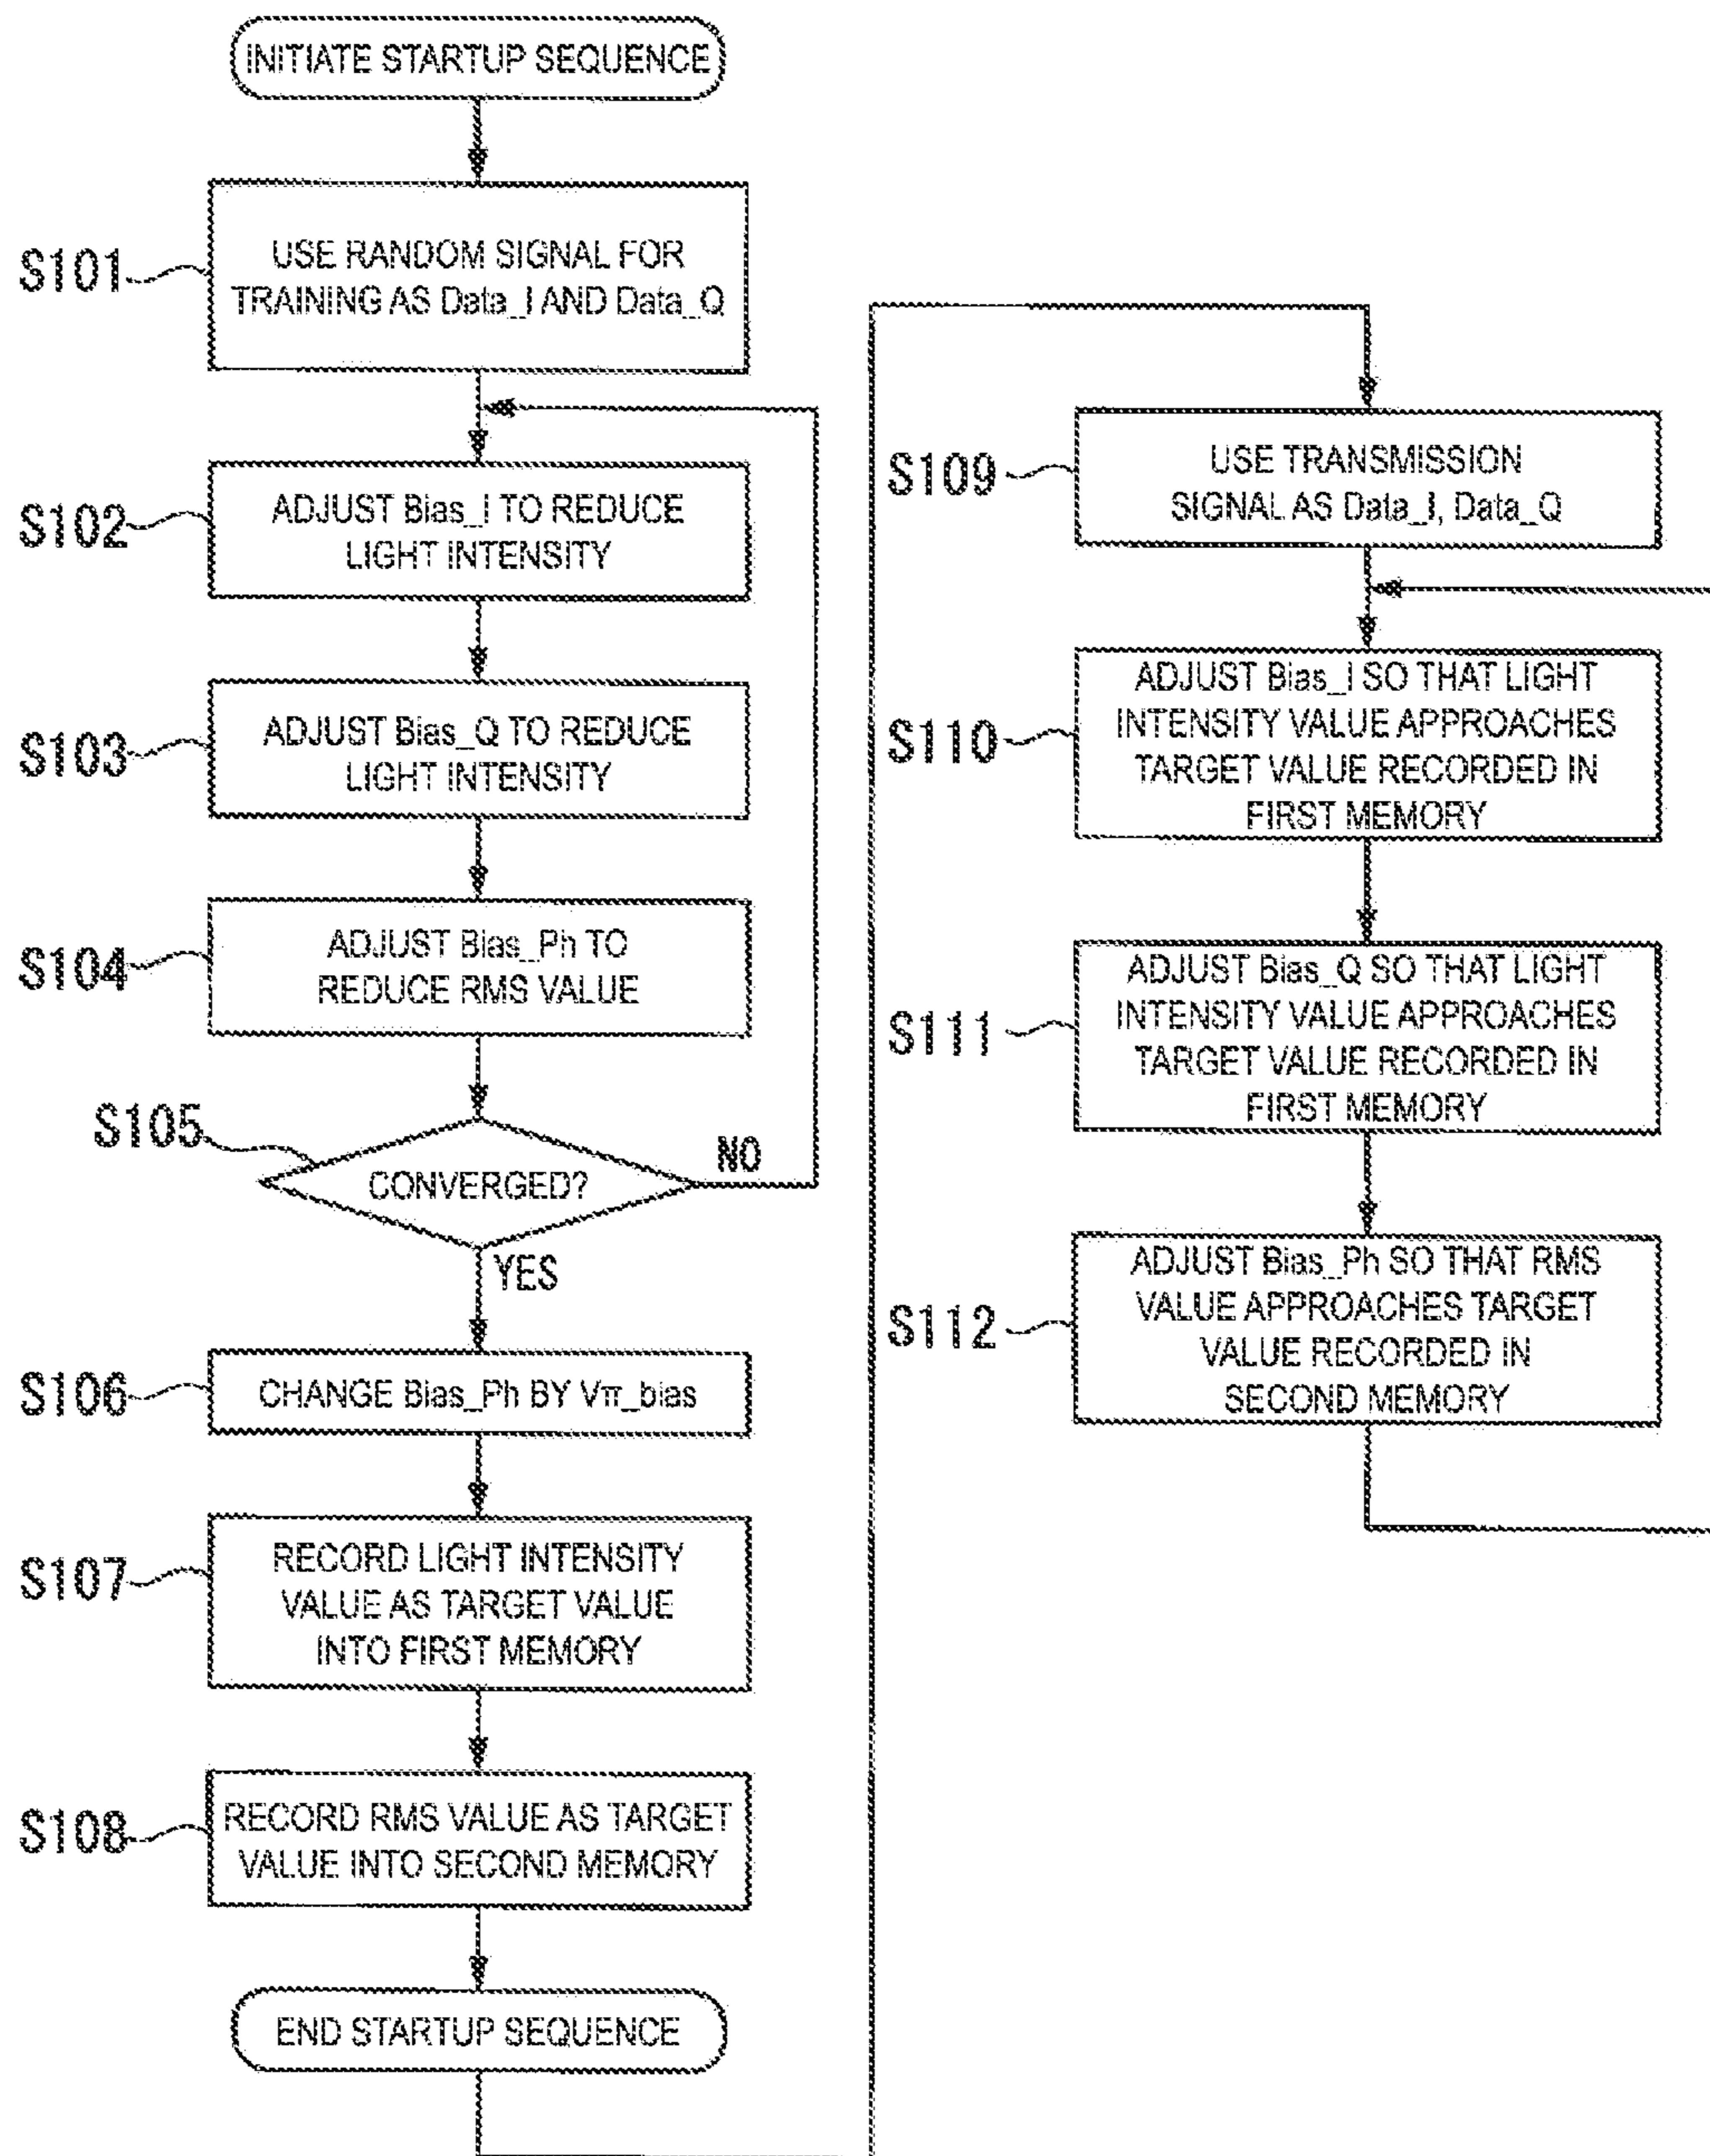 INITIATE STARTUP SEQUENCE
S101
USE RANDOM SIGNAL FOR
TRAINING AS Data_I AND Data_Q
S102
ADJUST Bias_I TO REDUCE
LIGHT INTENSITY
S103
ADJUST Bias_Q TO REDUCE
LIGHT INTENSITY
S104
ADJUST Bias_Ph TO
REDUCE RMS VALUE
S105
CONVERGED?
NO
YES
S106
CHANGE Bias_Ph BY Vπ_bias
S107
RECORD LIGHT INTENSITY
VALUE AS TARGET VALUE
INTO FIRST MEMORY
S108
RECORD RMS VALUE AS TARGET
VALUE INTO SECOND MEMORY
END STARTUP SEQUENCE
S109
USE TRANSMISSION
SIGNAL AS Data_I, Data_Q
S110
ADJUST Bias_I SO THAT LIGHT
INTENSITY VALUE APPROACHES
TARGET VALUE RECORDED IN
FIRST MEMORY
S111
ADJUST Bias_Q SO THAT LIGHT
INTENSITY VALUE APPROACHES
TARGET VALUE RECORDED IN
FIRST MEMORY
S112
ADJUST Bias_Ph SO THAT RMS
VALUE APPROACHES TARGET
VALUE RECORDED IN
SECOND MEMORY